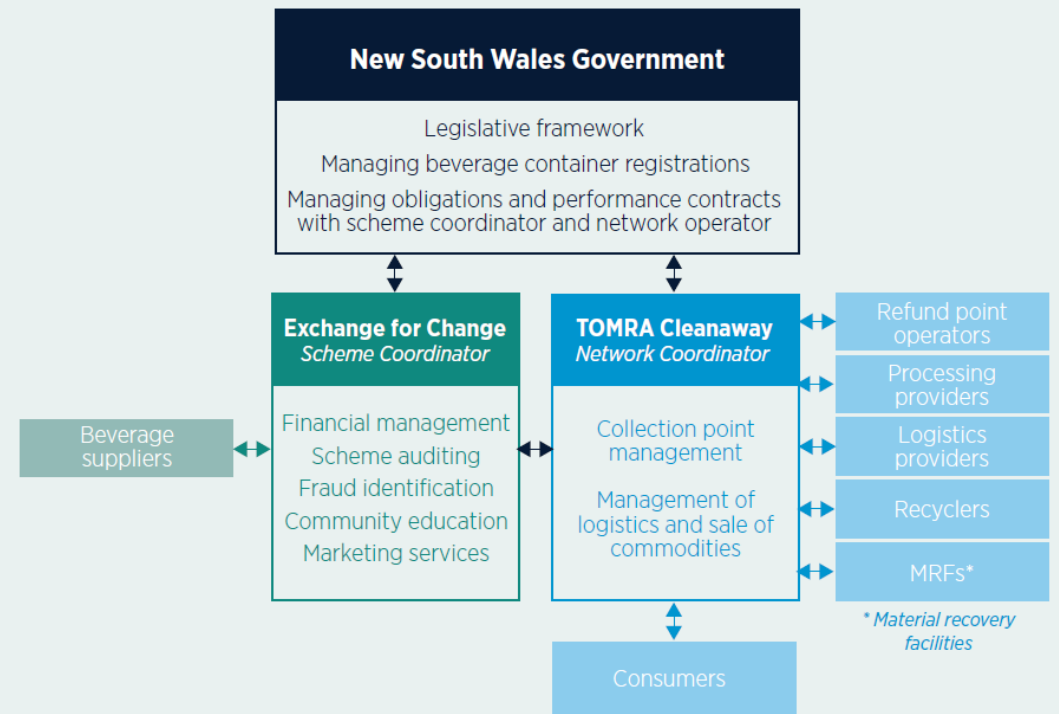 New South Wales Government
Legislative framework
Managing beverage container registrations
Managing obligations and performance contracts
with scheme coordinator and network operator
Exchange for Change
Scheme Coordinator
Financial management
Scheme auditing
Fraud identification
Community education
Marketing services
Beverage
suppliers
TOMRA Cleanaway
Network Coordinator
Collection point
management
Management of
logistics and sale of
commodities
Refund point
operators
Processing
providers
Logistics
providers
Recyclers
MRFs*
* Material recovery
facilities
Consumers